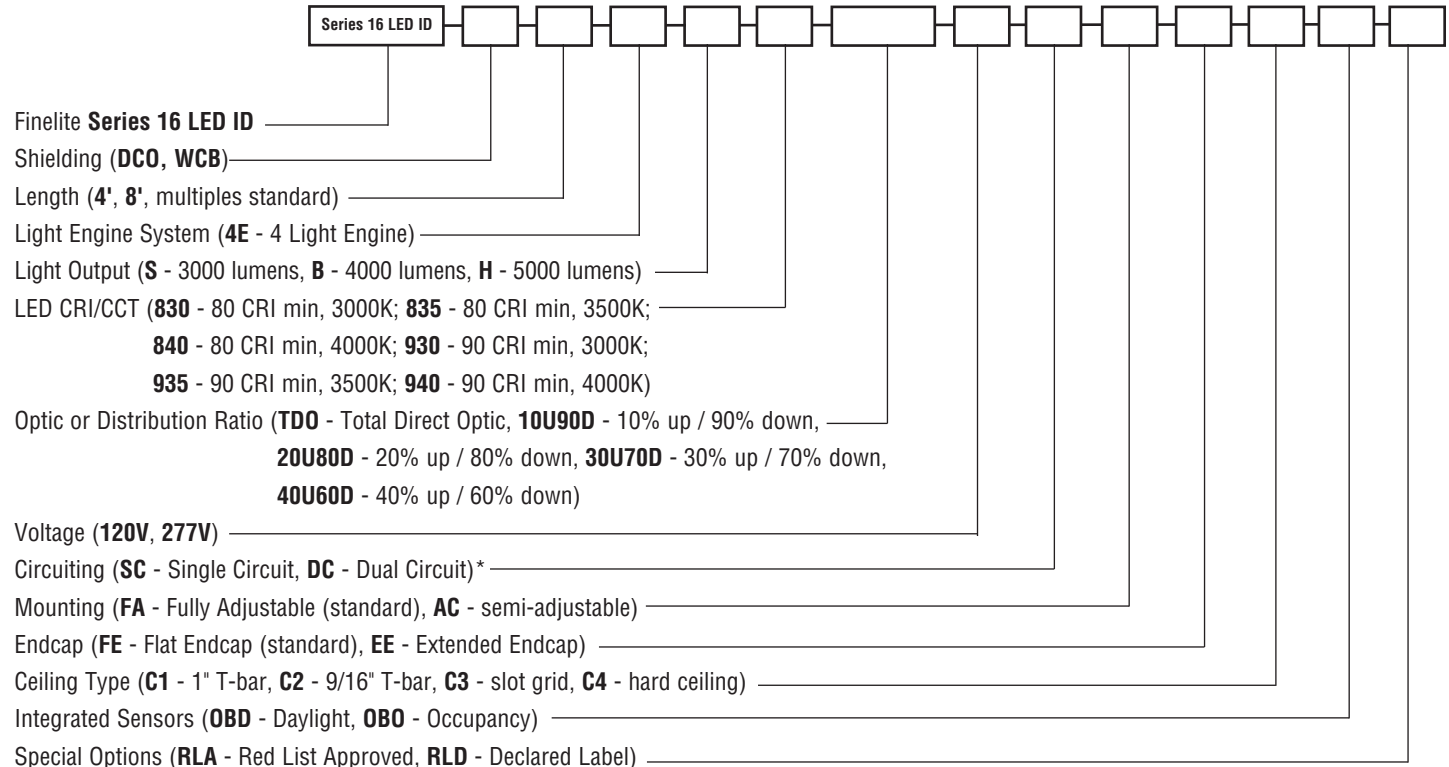 Series 16 LED ID
Finelite Series 16 LED ID
Shielding (DCO, WCB)
Length (4', 8', multiples standard)
Light Engine System (4E - 4 Light Engine)
Light Output (S - 3000 lumens, B - 4000 lumens, H - 5000 lumens)
LED CRI/CCT (830 - 80 CRI min, 3000K; 835 - 80 CRI min, 3500K;
840 - 80 CRI min, 4000K; 930 - 90 CRI min, 3000K;
935 - 90 CRI min, 3500K; 940 - 90 CRI min, 4000K)
Optic or Distribution Ratio (TDO - Total Direct Optic, 10U90D - 10% up / 90% down,
20U80D - 20% up / 80% down, 30U70D - 30% up / 70% down,
40U60D - 40% up / 60% down)
Voltage (120V, 277V)
Circuiting (SC - Single Circuit, DC - Dual Circuit)*
Mounting (FA - Fully Adjustable (standard), AC - semi-adjustable)
Endcap (FE - Flat Endcap (standard), EE - Extended Endcap)
Ceiling Type (C1 - 1" T-bar, C2 - 9/16" T-bar, C3 - slot grid, C4 - hard ceiling)
Integrated Sensors (OBD - Daylight, OBO - Occupancy)
Special Options (RLA - Red List Approved, RLD - Declared Label)